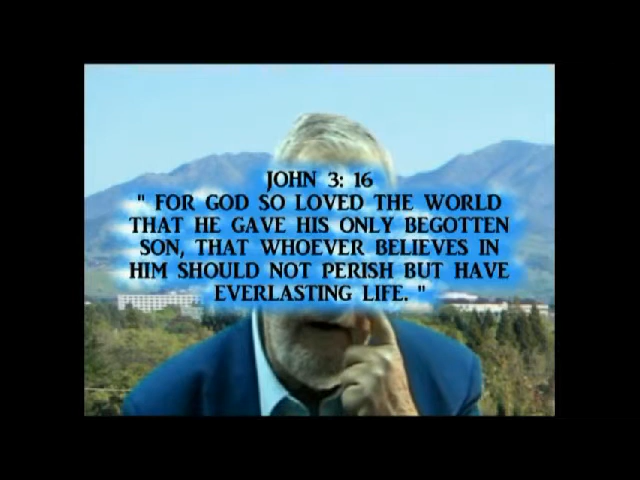 JOHN 3: 16
" FOR GOD SO LOVED THE WORLD
THAT HE GAVE HIS ONLY BEGOTTEN
SON, THAT WHOEVER BELIEVES IN
HIM SHOULD NOT PERISH BUT HAVE
EVERLASTING LIFE. "